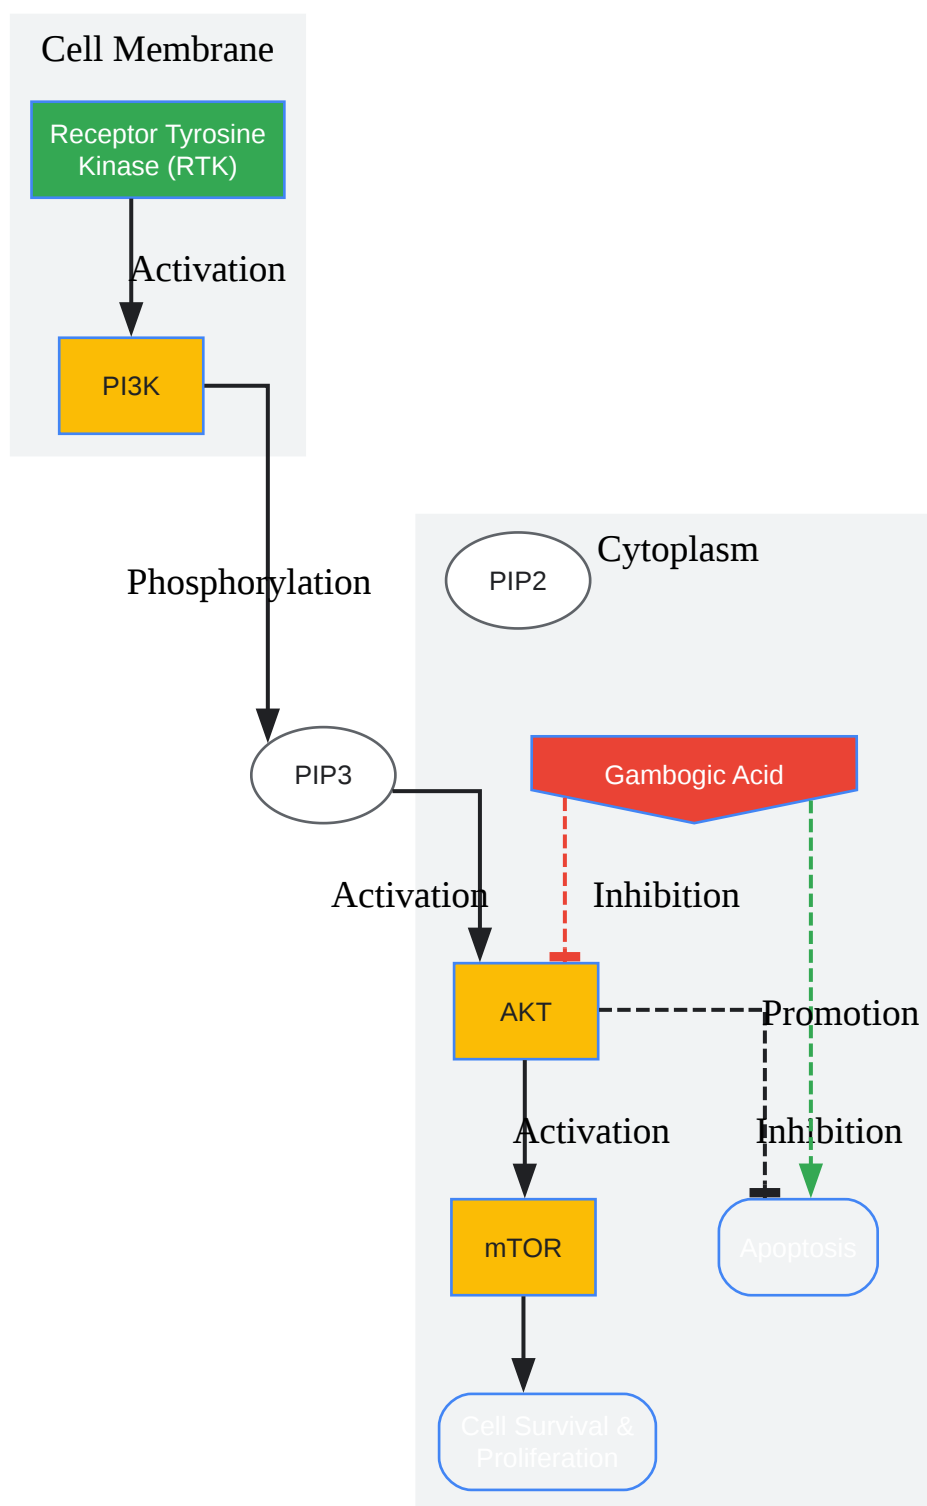 Cell Membrane
Receptor Tyrosine
Kinase (RTK)
Activation
PI3K
Phosphorylation
Cytoplasm
PIP2
PIP3
Gambogic Acid
Activation
Inhibition
AKT
Promotion
Activation
Inhibition
mTOR
Apoptosis
Cell Survival &
Proliferation